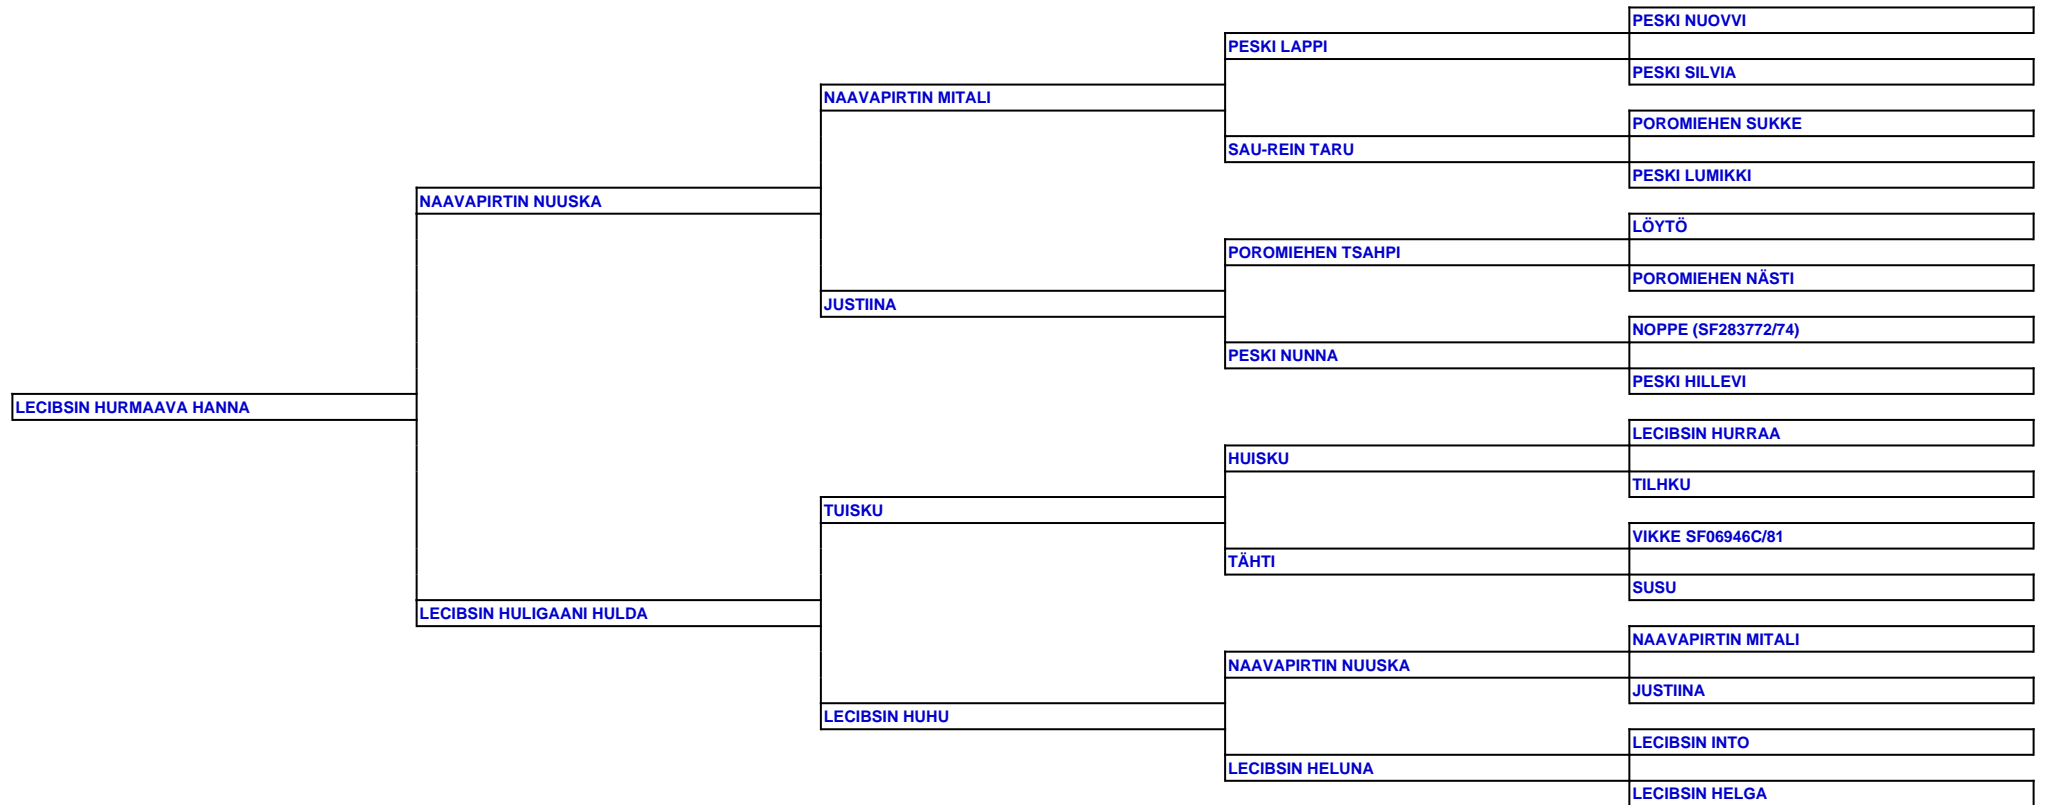 PESKI NUOVVI
PESKI LAPPI
PESKI SILVIA
NAAVAPIRTIN MITALI
POROMIEHEN SUKKE
SAU-REIN TARU
PESKI LUMIKKI
NAAVAPIRTIN NUUSKA
LÖYTÖ
POROMIEHEN TSAHPI
POROMIEHEN NÄSTI
JUSTIINA
NOPPE (SF283772/74)
PESKI NUNNA
PESKI HILLEVI
LECIBSIN HURMAAVA HANNA
LECIBSIN HURRAA
HUISKU
TILHKU
TUISKU
VIKKE SF06946C/81
TÄHTI
SUSU
LECIBSIN HULIGAANI HULDA
NAAVAPIRTIN MITALI
NAAVAPIRTIN NUUSKA
JUSTIINA
LECIBSIN HUHU
LECIBSIN INTO
LECIBSIN HELUNA
LECIBSIN HELGA